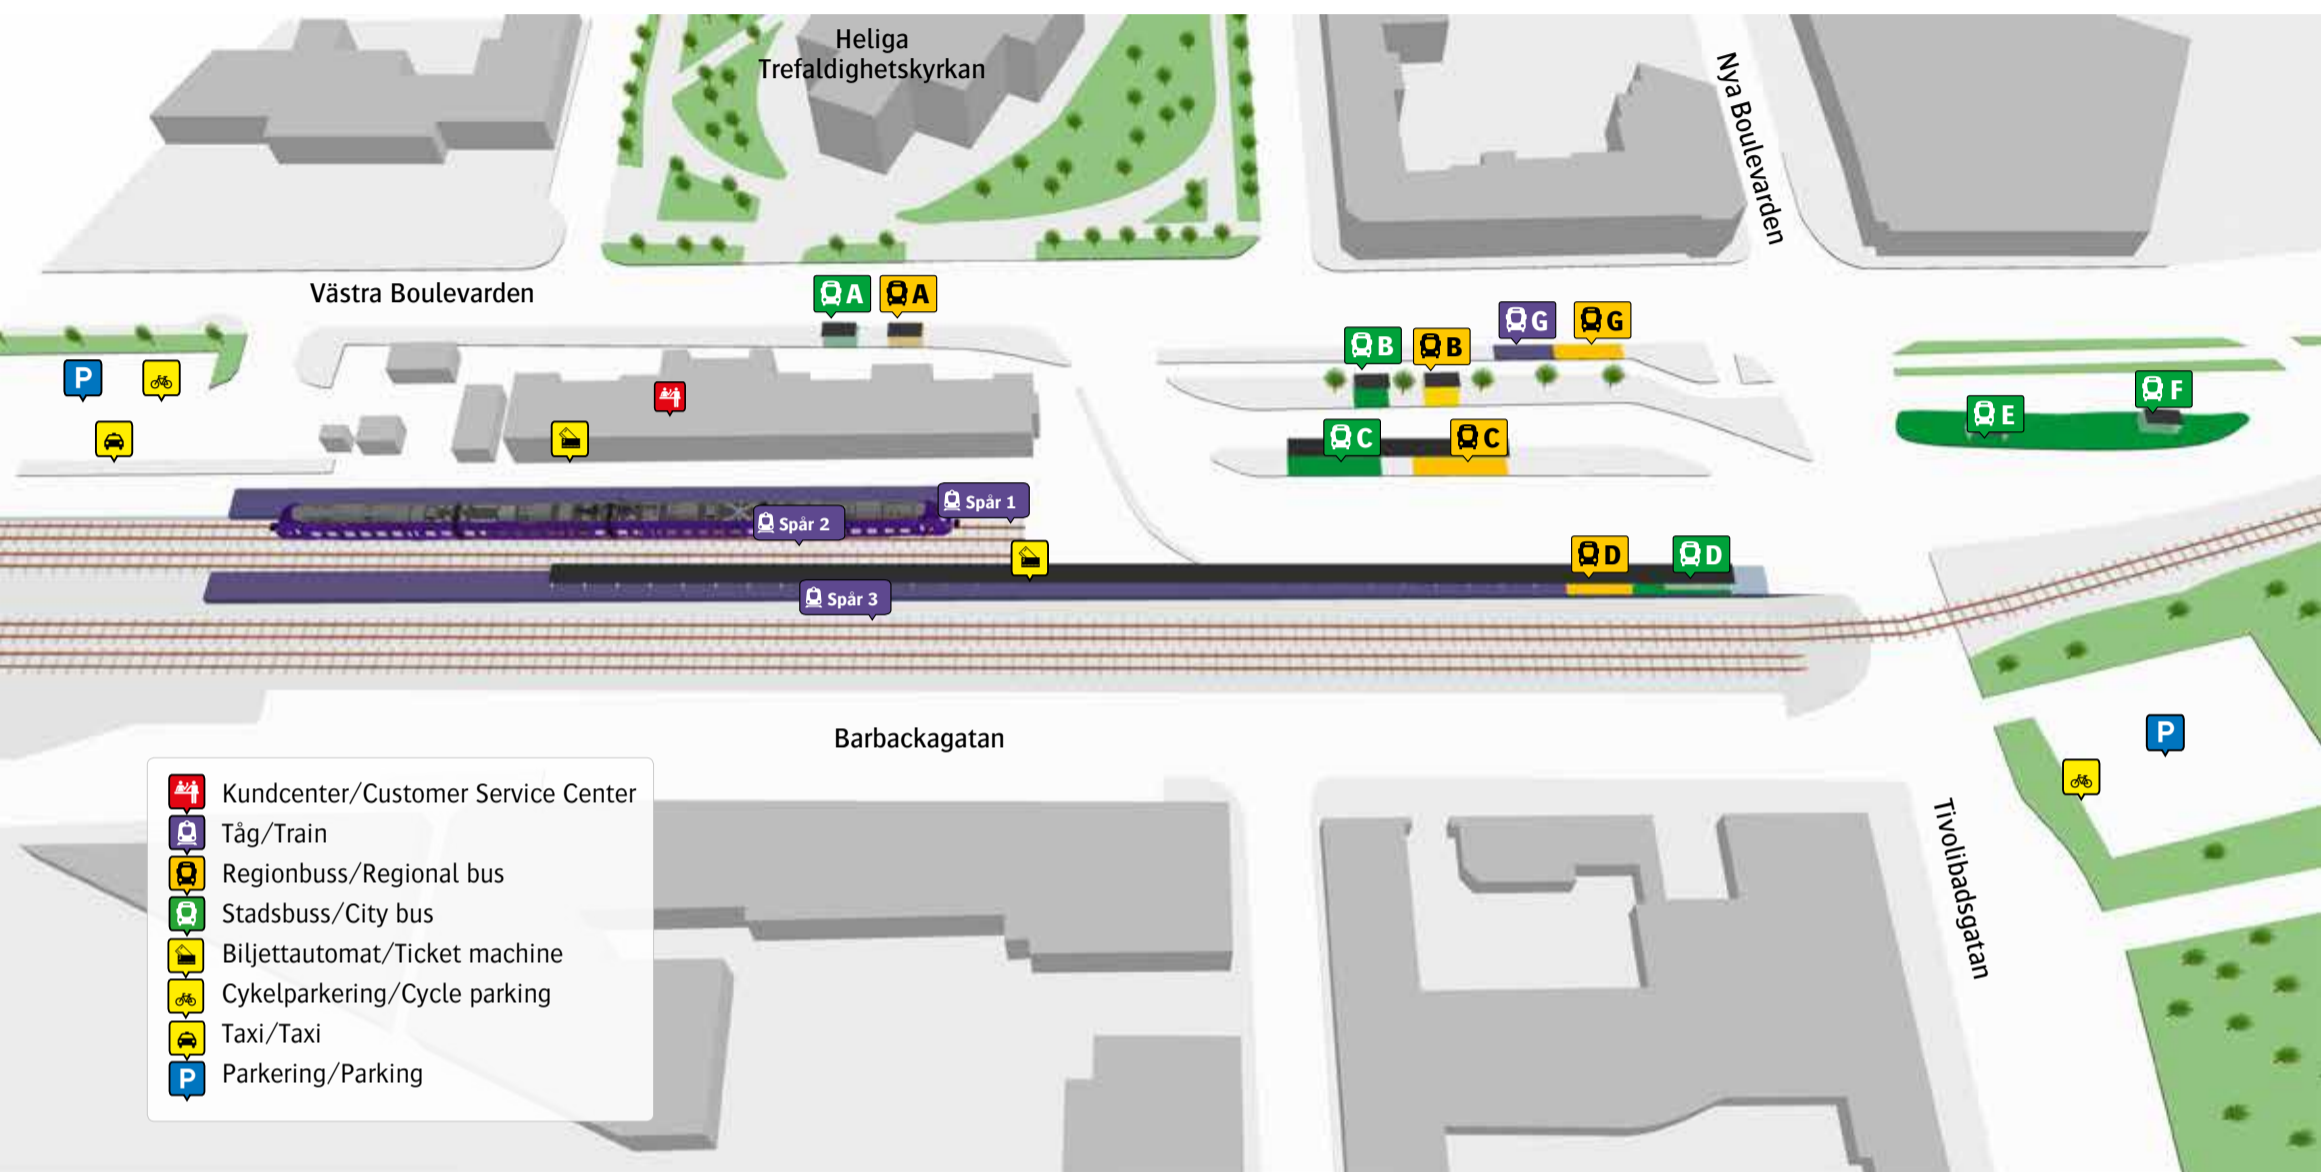 Heliga
Trefaldighetskyrkan
Nya Boulevarden
Västra Boulevarden
A
A
B
B
G
G
C
C
E
F
P
Spår 1
Spår 2
Spår 3
D
D
Barbackagatan
P
Tivolibadsgatan
Kundcenter/Customer Service Center
Tåg/Train
Regionbuss/Regional bus
Stadsbuss/City bus
Biljettautomat/Ticket machine
Cykelparkering/Cycle parking
Taxi/Taxi
P Parkering/Parking